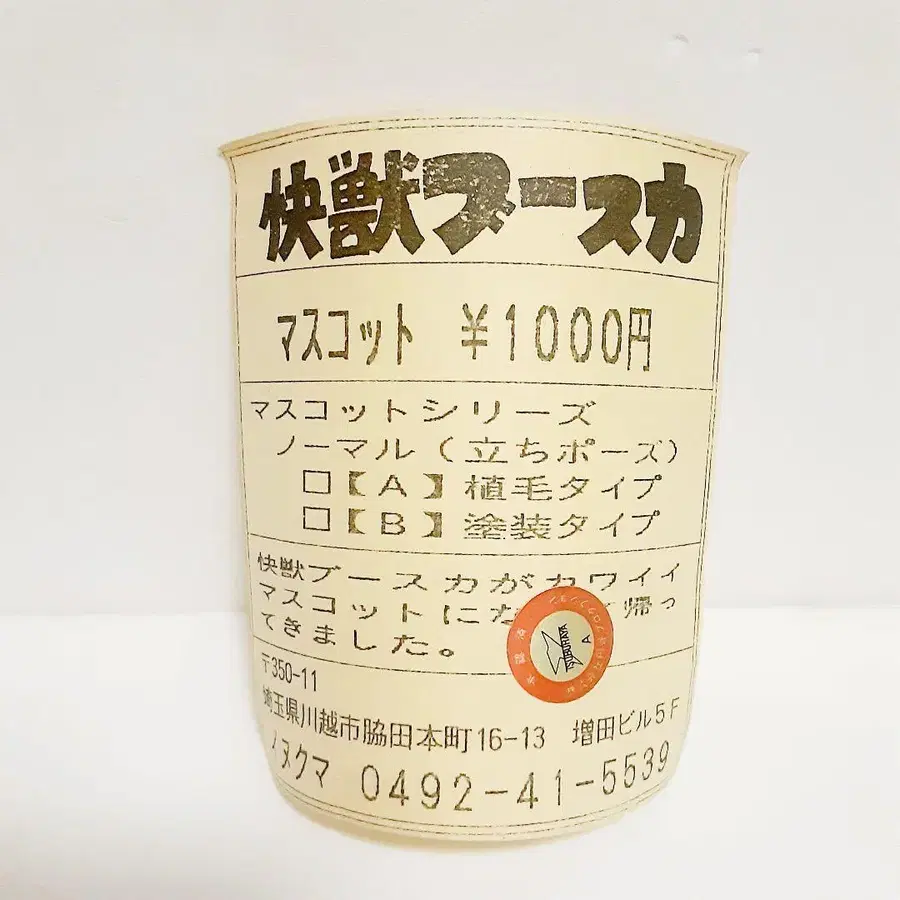 快獣ブースカ
マスコット ¥1000円
マスコットシリーズ
ノーマル(立ちポーズ)
□【A】植毛タイプ
□【B】塗装タイプ
快獣ブースカがカワイイ
マスコットにな 帰っ
てきました。
〒350-11
埼玉県川越市脇田本町16-13 増田ビル5F
イヌクマ 0492-41-5539
TSUBURAYA
A